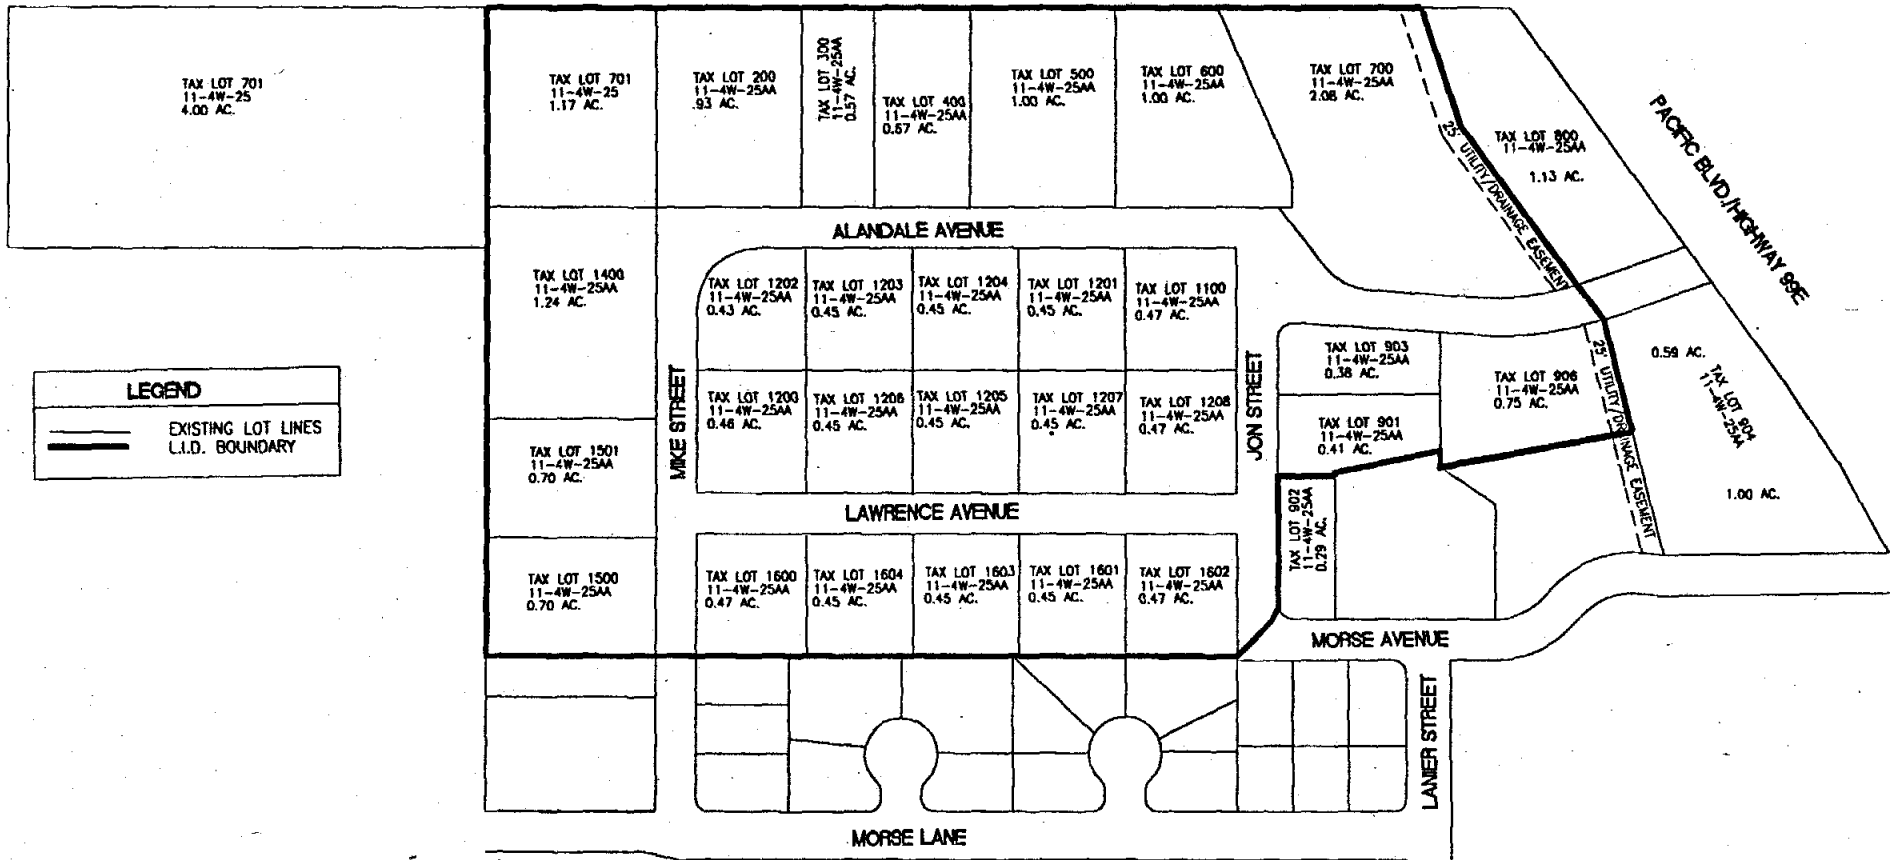 TAX LOT 701
11-4W-25
4.00 AC.
TAX LOT 701
11-4W-25
1.17 AC.
TAX LOT 200
11-4W-25AA
.93 AC.
TAX LOT 300
11-4W-25AA
0.57 AC.
TAX LOT 400
11-4W-25AA
0.57 AC.
TAX LOT 500
11-4W-25AA
1.00 AC.
TAX LOT 600
11-4W-25AA
1.00 AC.
TAX LOT 700
11-4W-25AA
2.08 AC.
TAX LOT 800
11-4W-25AA
1.13 AC.
PACIFIC BLVD./HIGHWAY 99E
25' UTILITY/DRAINAGE EASEMENT
ALANDALE AVENUE
TAX LOT 1400
11-4W-25AA
1.24 AC.
TAX LOT 1202
11-4W-25AA
0.43 AC.
TAX LOT 1203
11-4W-25AA
0.45 AC.
TAX LOT 1204
11-4W-25AA
0.45 AC.
TAX LOT 1201
11-4W-25AA
0.45 AC.
TAX LOT 1100
11-4W-25AA
0.47 AC.
LEGEND
EXISTING LOT LINES
L.I.D. BOUNDARY
MIKE STREET
JON STREET
TAX LOT 903
11-4W-25AA
0.38 AC.
TAX LOT 906
11-4W-25AA
0.75 AC.
25' UTILITY/DRAINAGE EASEMENT
0.59 AC.
TAX LOT 904
11-4W-25AA
1.00 AC.
TAX LOT 1200
11-4W-25AA
0.46 AC.
TAX LOT 1206
11-4W-25AA
0.45 AC.
TAX LOT 1205
11-4W-25AA
0.45 AC.
TAX LOT 1207
11-4W-25AA
0.45 AC.
TAX LOT 1208
11-4W-25AA
0.47 AC.
TAX LOT 901
11-4W-25AA
0.41 AC.
TAX LOT 1501
11-4W-25AA
0.70 AC.
LAWRENCE AVENUE
TAX LOT 902
11-4W-25AA
0.29 AC.
TAX LOT 1500
11-4W-25AA
0.70 AC.
TAX LOT 1600
11-4W-25AA
0.47 AC.
TAX LOT 1604
11-4W-25AA
0.45 AC.
TAX LOT 1603
11-4W-25AA
0.45 AC.
TAX LOT 1601
11-4W-25AA
0.45 AC.
TAX LOT 1602
11-4W-25AA
0.47 AC.
MORSE AVENUE
LANIER STREET
MORSE LANE